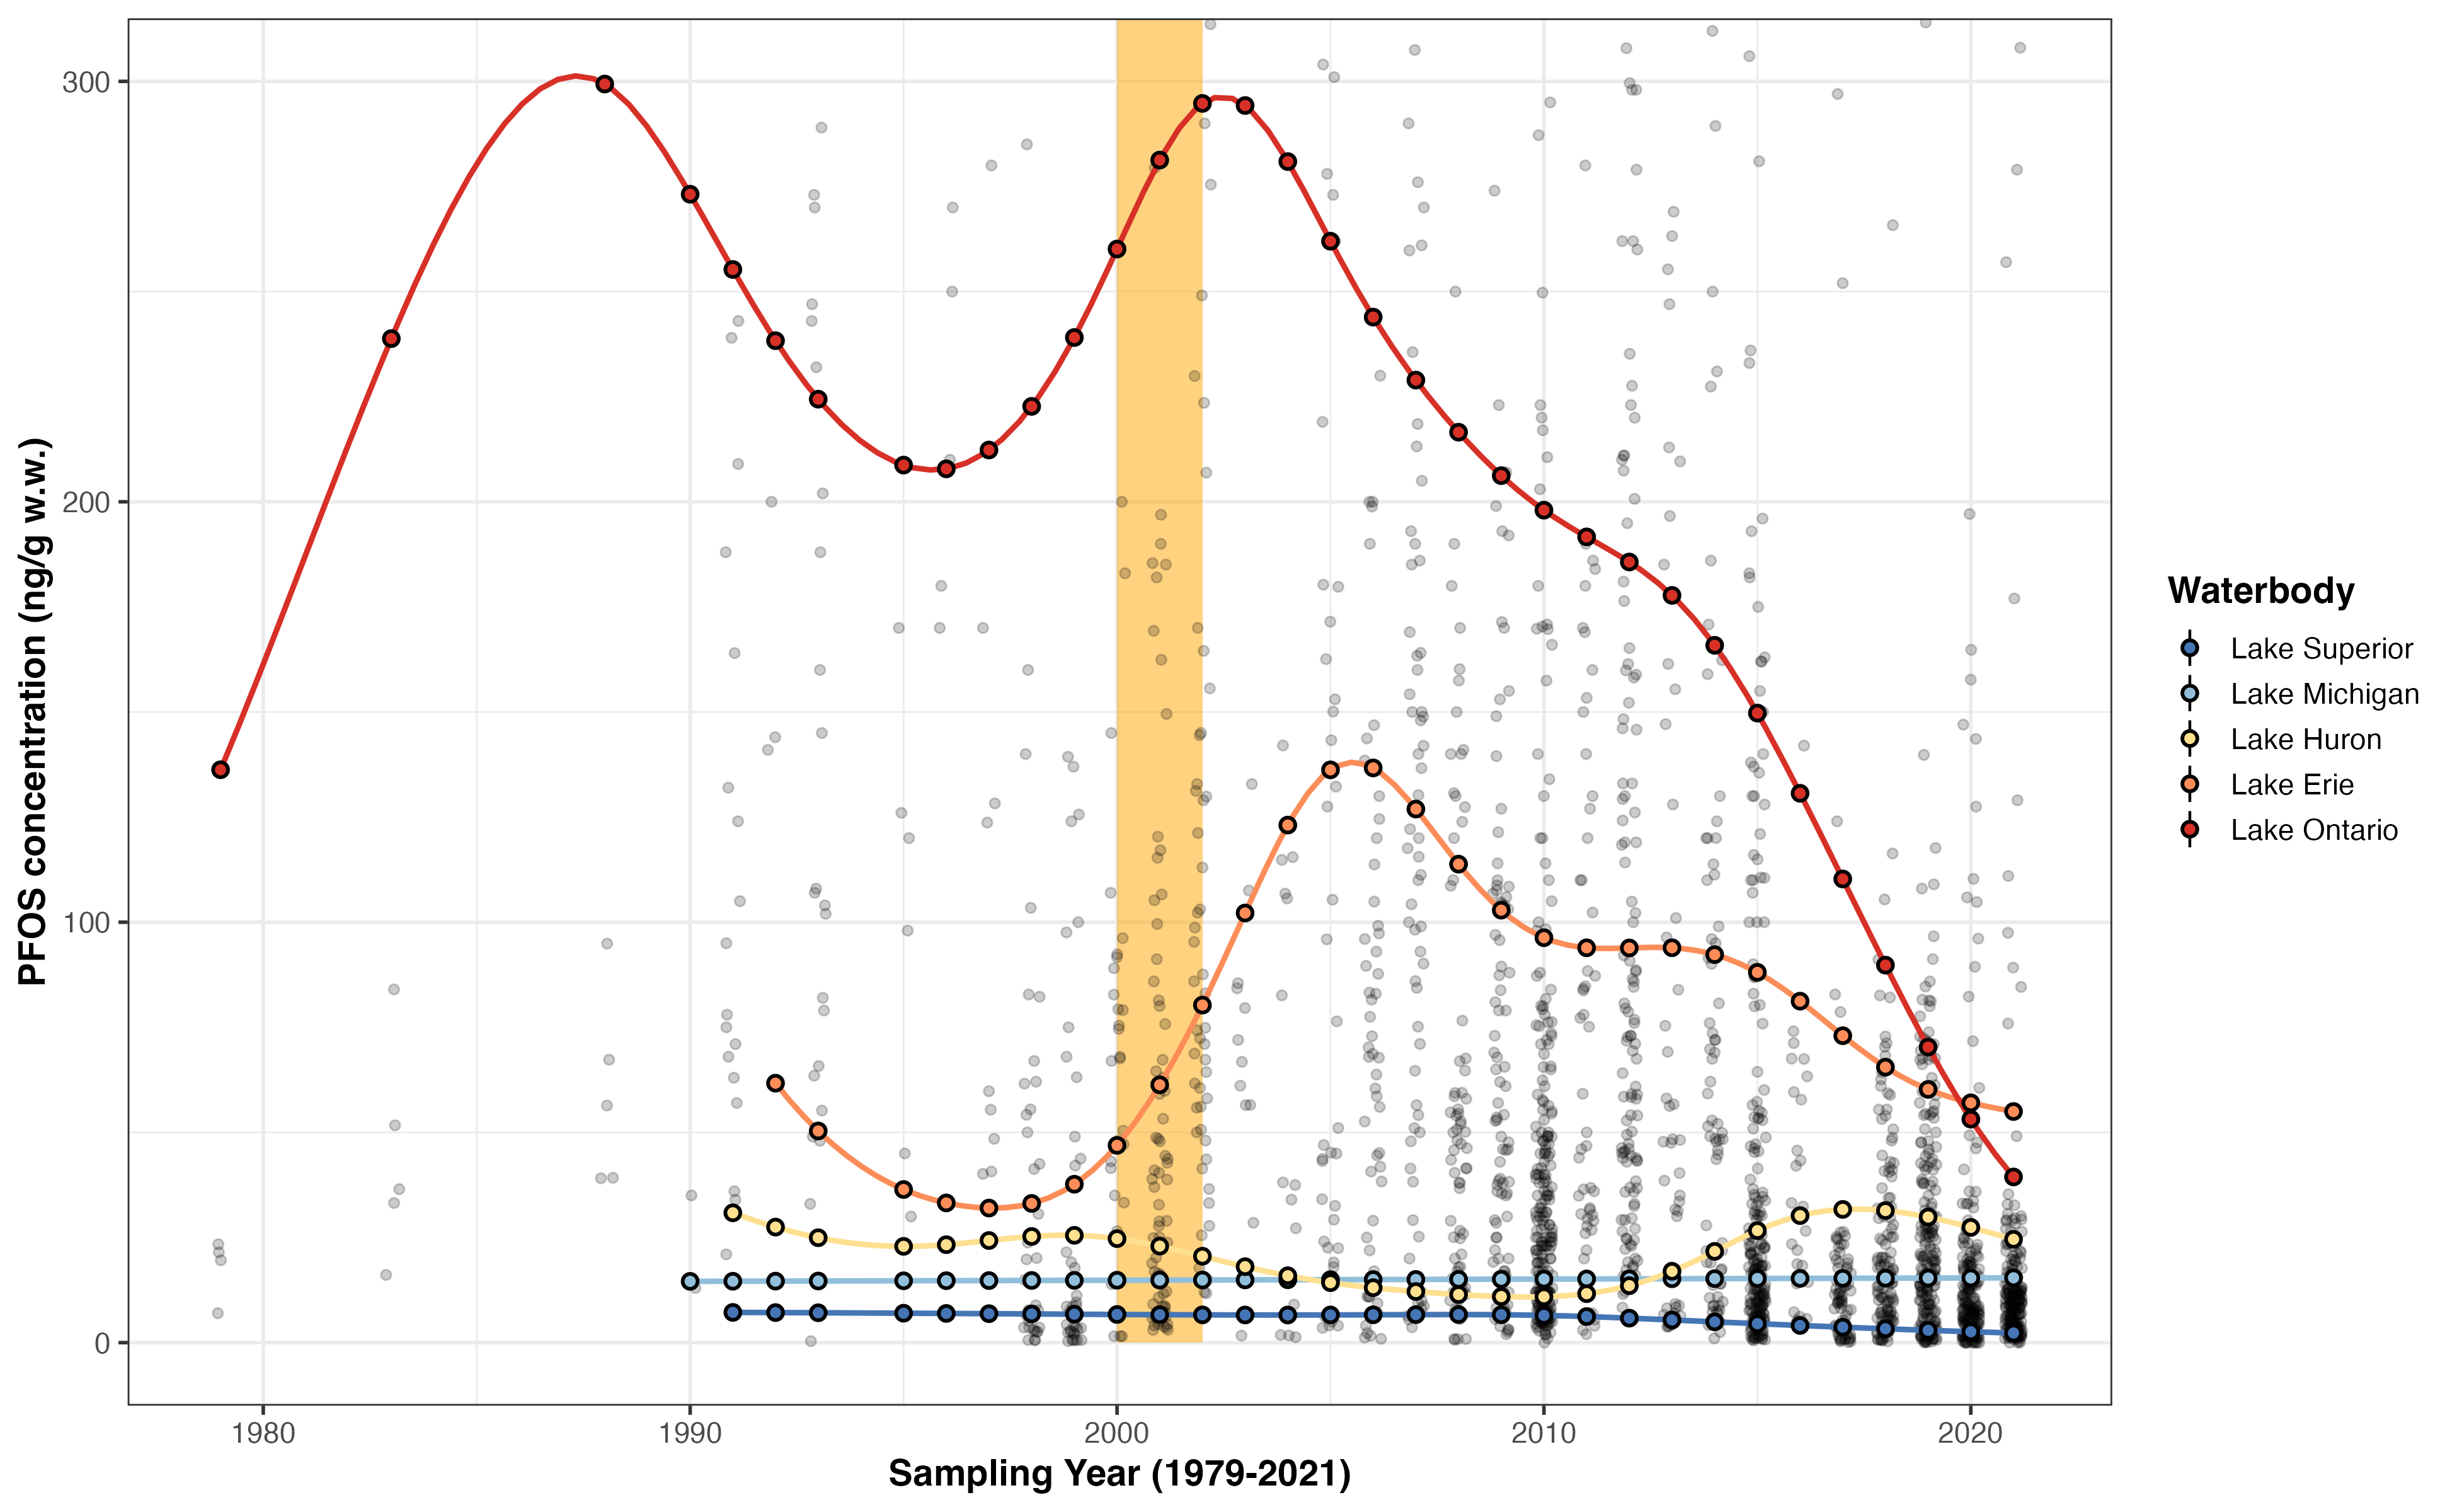 300
200
100
0
PFOS concentration (ng/g w.w.)
1980
1990
2000
2010
2020
Sampling Year (1979-2021)
Waterbody
Lake Superior
Lake Michigan
Lake Huron
Lake Erie
Lake Ontario